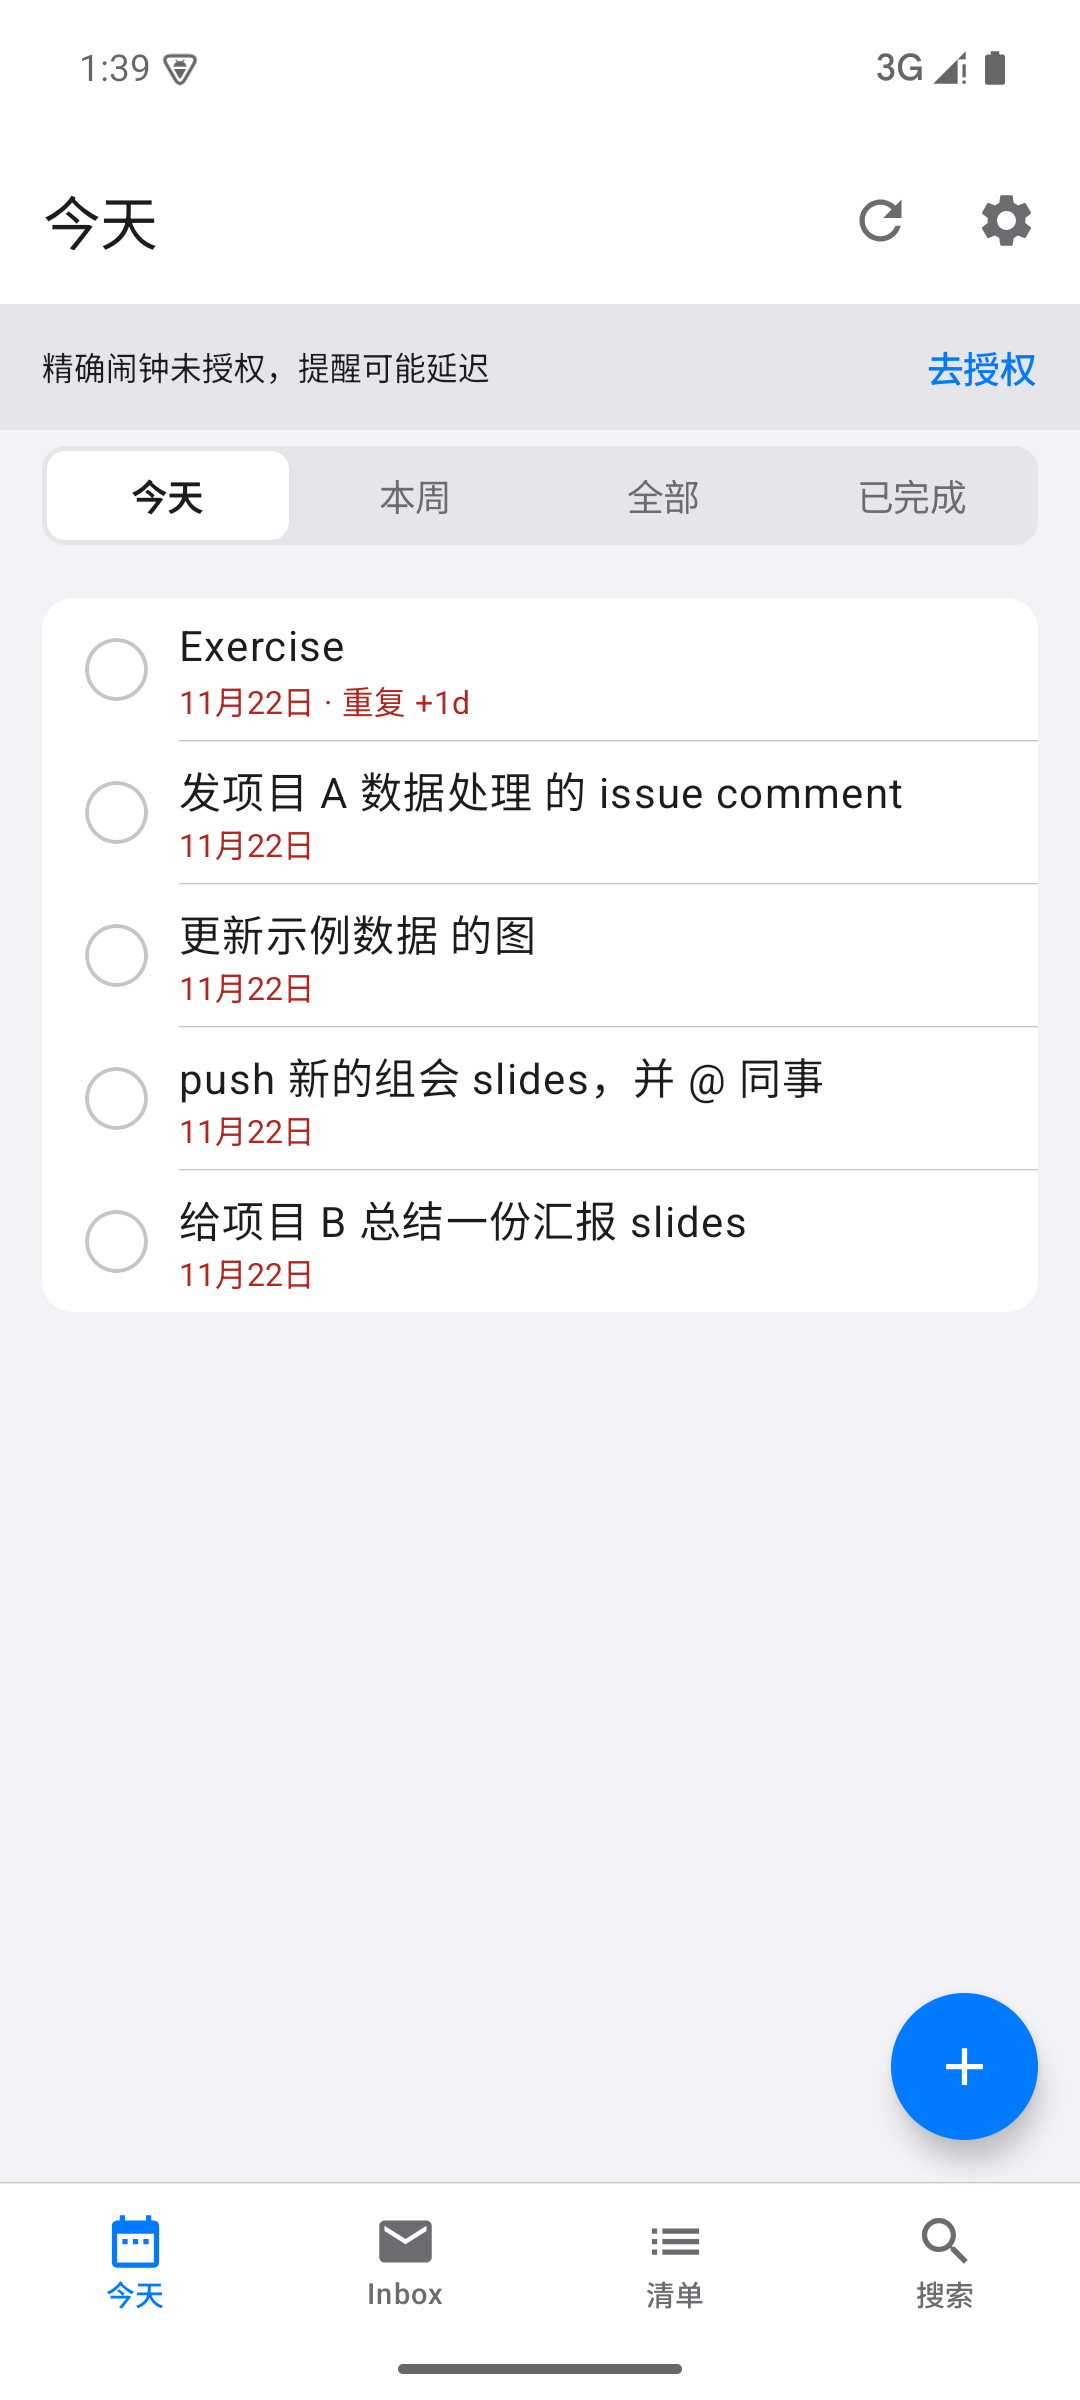 1:39
3G
今天
精确闹钟未授权，提醒可能延迟
去授权
今天
本周
全部
已完成
Exercise
11月22日 · 重复 +1d
发项目 A 数据处理 的 issue comment
11月22日
更新示例数据 的图
11月22日
push 新的组会 slides，并 @ 同事
11月22日
给项目 B 总结一份汇报 slides
11月22日
今天
Inbox
清单
搜索